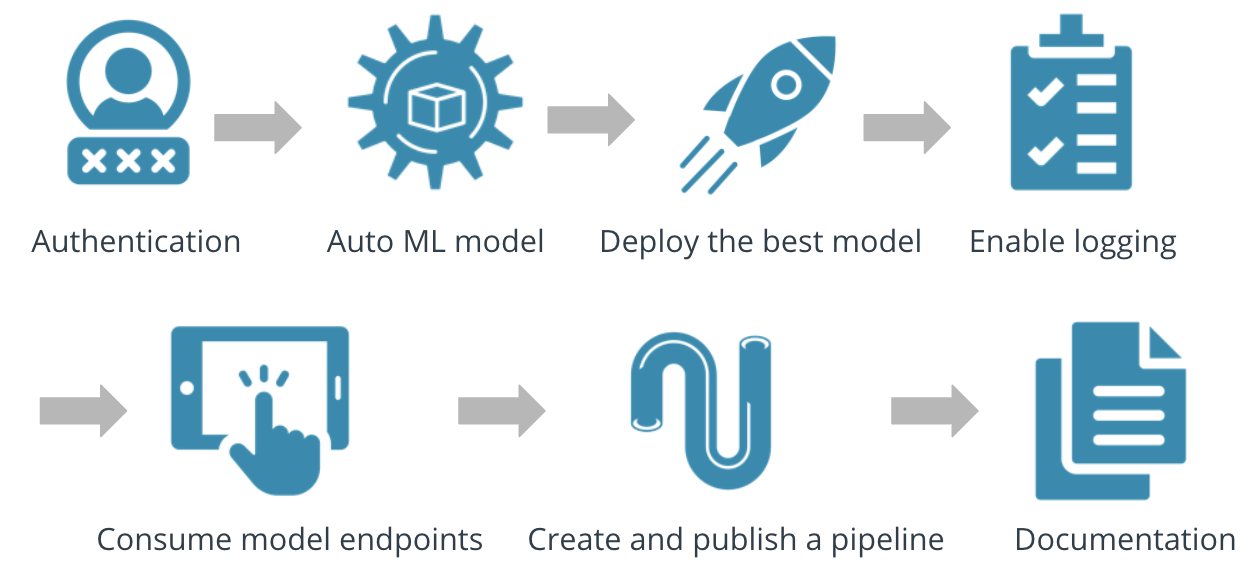 Authentication
Auto ML model
Deploy the best model
Enable logging
Consume model endpoints
Create and publish a pipeline
Documentation